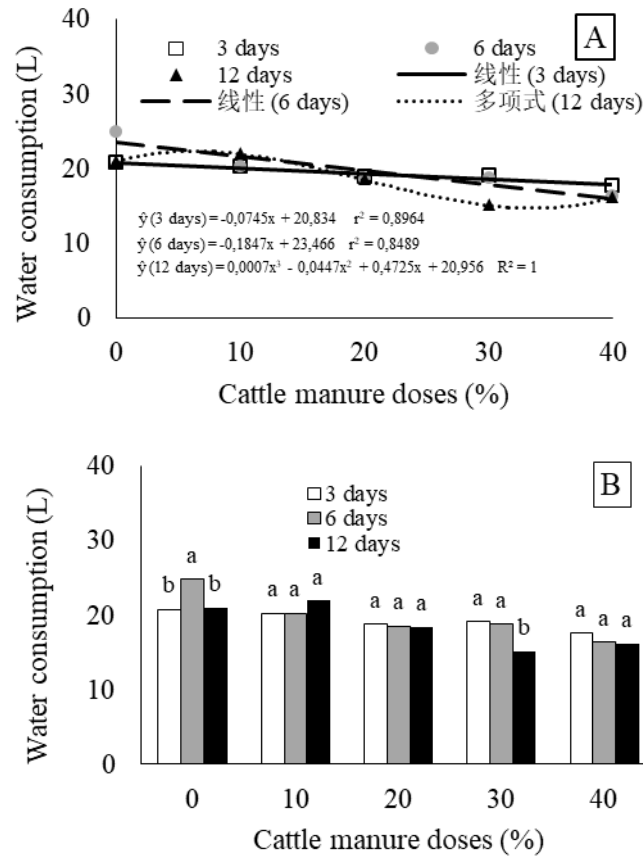 A
□ 3 days ● 6 days
▲ 12 days 线性 (3 days)
线性 (6 days) 多项式 (12 days)
Water consumption (L)
40
30
20
10
0
ŷ (3 days) = -0,0745x + 20,834 r² = 0,8964
ŷ (6 days) = -0,1847x + 23,466 r² = 0,8489
ŷ (12 days) = 0,0007x³ - 0,0447x² + 0,4725x + 20,956 R² = 1
0 10 20 30 40
Cattle manure doses (%)
B
3 days
6 days
12 days
Water consumption (L)
40
30
20
10
0
b a b a a a a a a a a b a a a
0 10 20 30 40
Cattle manure doses (%)